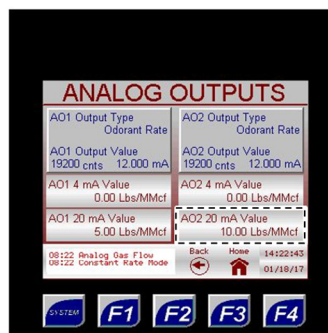 ANALOG OUTPUTS
AO1 Output Type
Odorant Rate
AO1 Output Value
19200 cnts 12.000 mA
AO2 Output Type
Odorant Rate
AO2 Output Value
19200 cnts 12.000 mA
AO1 4 mA Value
0.00 Lbs/MMcf
AO2 4 mA Value
0.00 Lbs/MMcf
AO1 20 mA Value
5.00 Lbs/MMcf
AO2 20 mA Value
10.00 Lbs/MMcf
08:22 Analog Gas Flow
08:22 Constant Rate Mode
Back Home
14:22:43
01/18/17
SYSTEM F1 F2 F3 F4